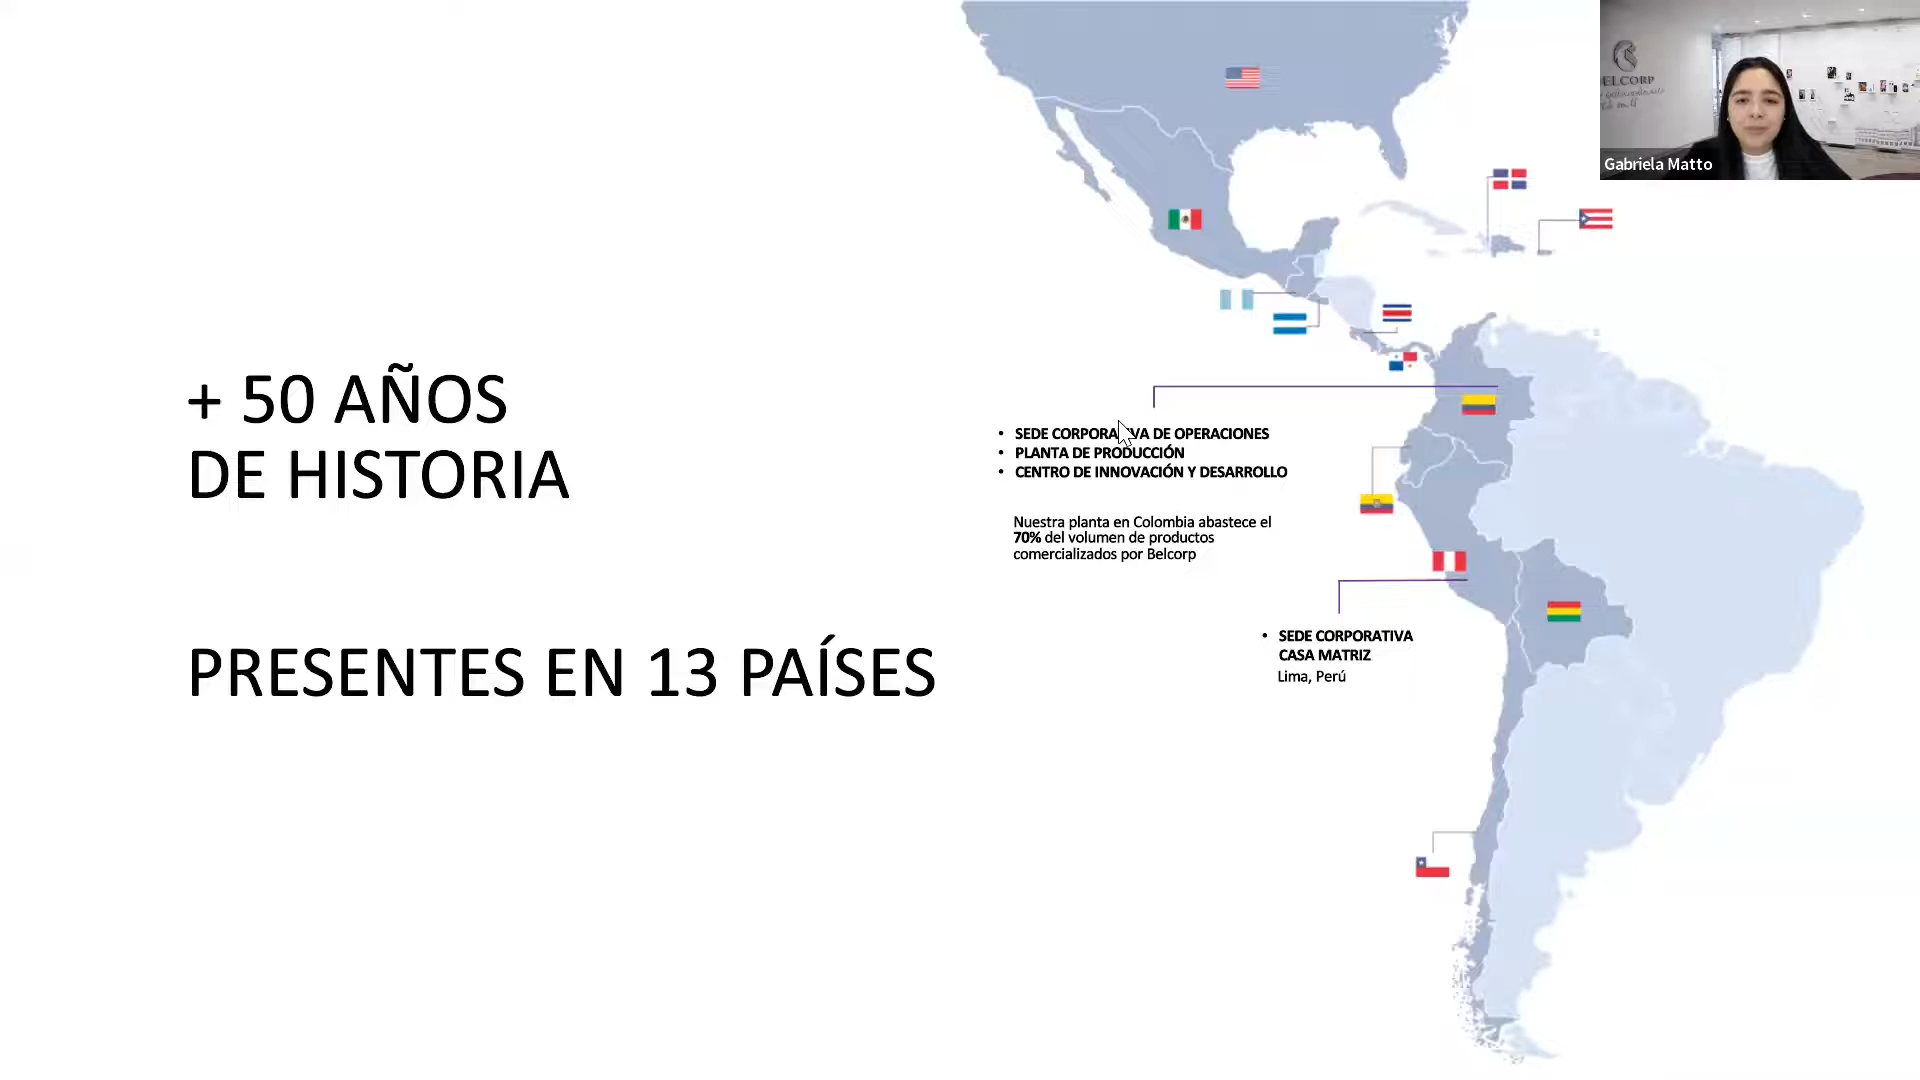 + 50 AÑOS
DE HISTORIA
PRESENTES EN 13 PAÍSES
• SEDE CORPORATIVA DE OPERACIONES
• PLANTA DE PRODUCCIÓN
• CENTRO DE INNOVACIÓN Y DESARROLLO
Nuestra planta en Colombia abastece el
70% del volumen de productos
comercializados por Belcorp
• SEDE CORPORATIVA
CASA MATRIZ
Lima, Perú
ELCORP
Gabriela Matto